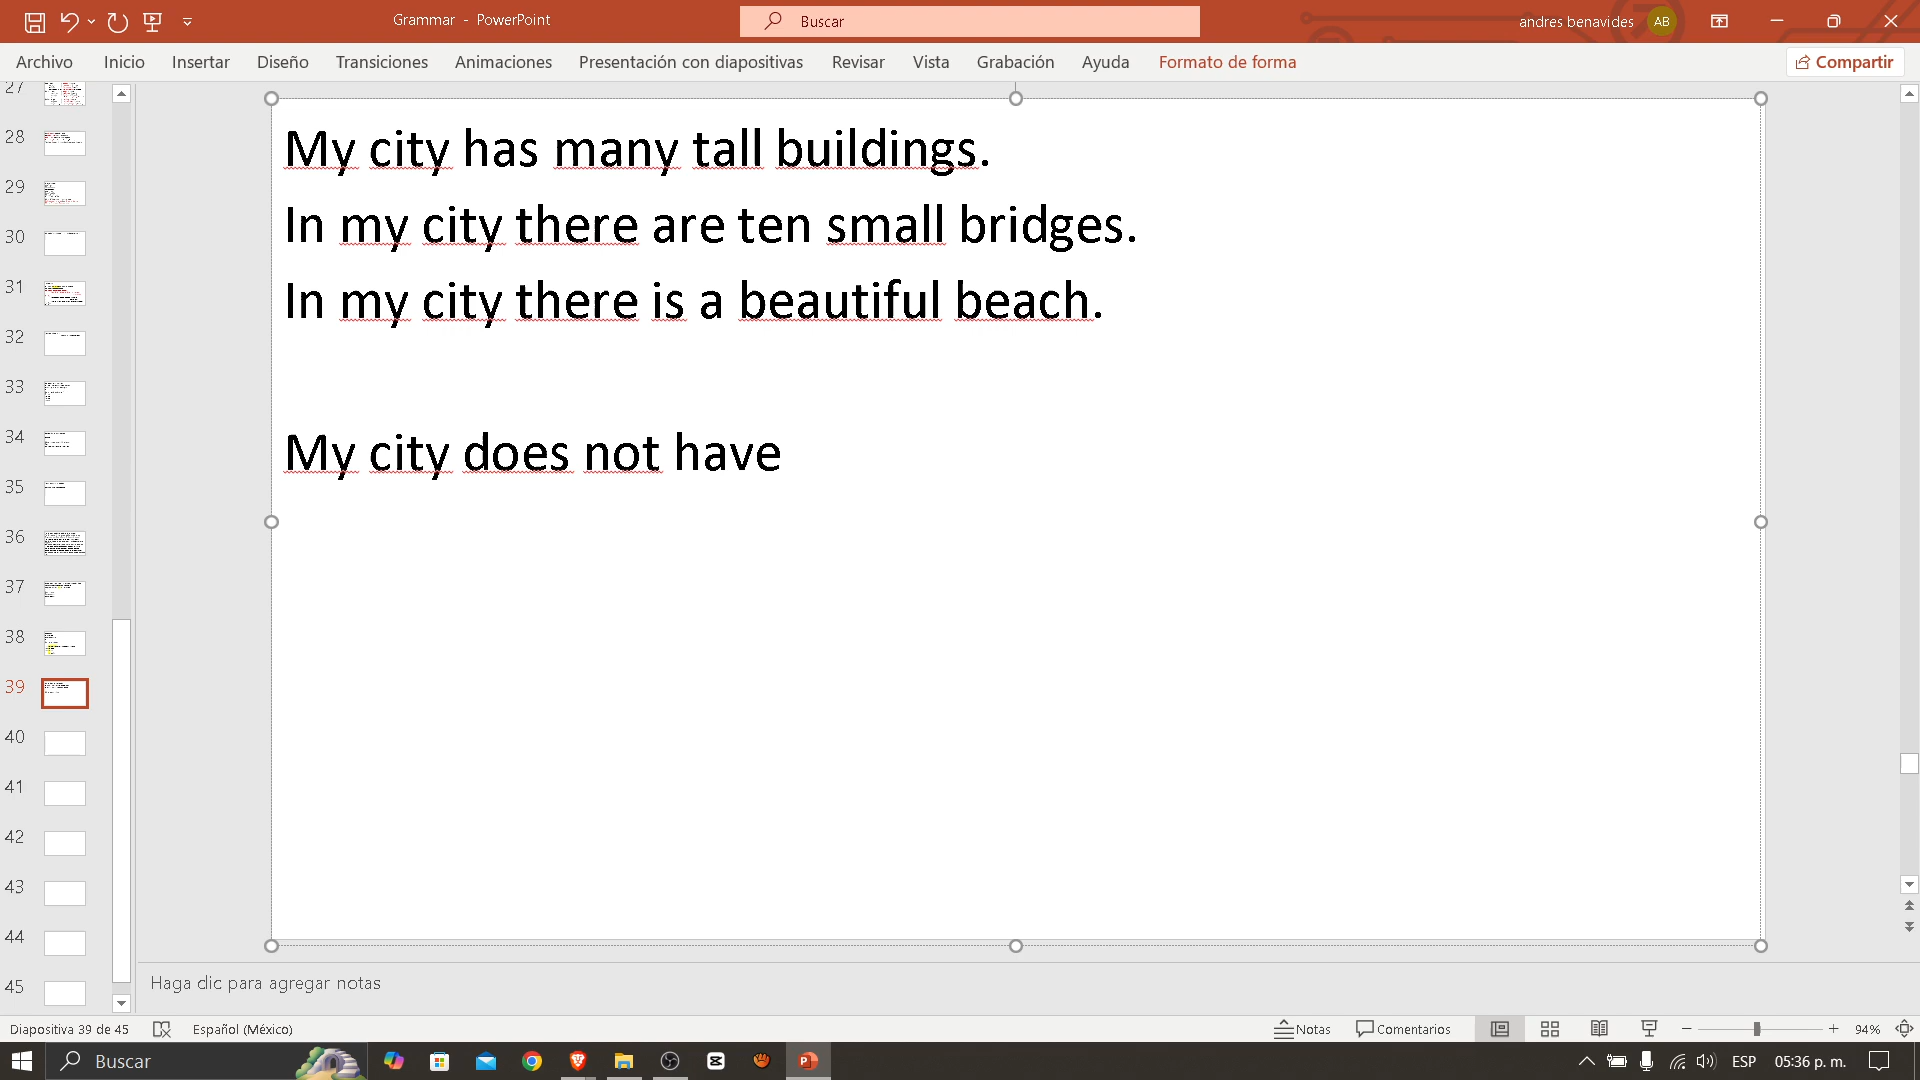 Grammar - PowerPoint
Buscar
andres benavides
AB
Archivo
Inicio
Insertar
Diseño
Transiciones
Animaciones
Presentación con diapositivas
Revisar
Vista
Grabación
Ayuda
Formato de forma
Compartir
27
28
29
30
31
32
33
34
35
36
37
38
39
40
41
42
43
44
45
My city has many tall buildings.
In my city there are ten small bridges.
In my city there is a beautiful beach.
My city does not have
Haga clic para agregar notas
Diapositiva 39 de 45
Español (México)
Notas
Comentarios
94%
Buscar
ESP
05:36 p. m.